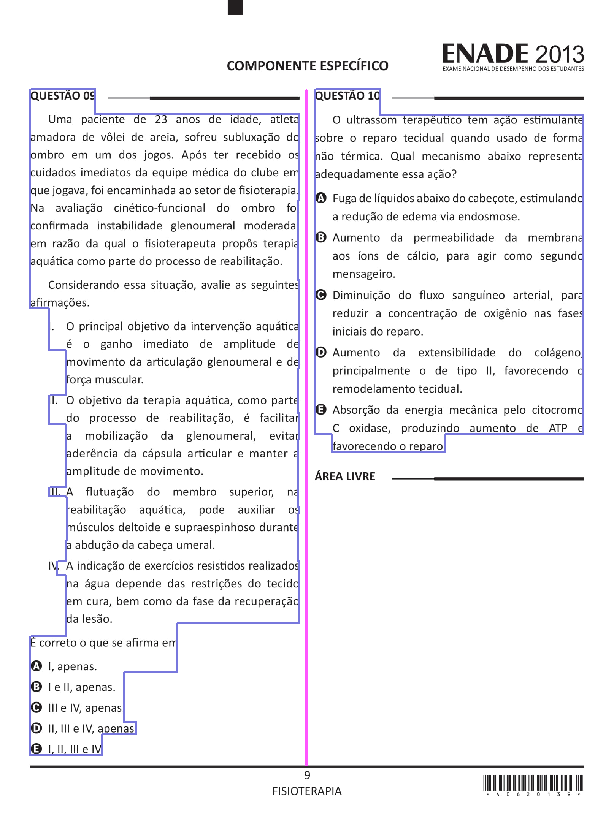 ENADE 2013
EXAME NACIONAL DE DESEMPENHO DOS ESTUDANTES
COMPONENTE ESPECÍFICO
QUESTÃO 09
Uma paciente de 23 anos de idade, atleta
amadora de vôlei de areia, sofreu subluxação do
ombro em um dos jogos. Após ter recebido os
cuidados imediatos da equipe médica do clube em
que jogava, foi encaminhada ao setor de fisioterapia.
Na avaliação cinético-funcional do ombro foi
confirmada instabilidade glenoumeral moderada,
em razão da qual o fisioterapeuta propôs terapia
aquática como parte do processo de reabilitação.
Considerando essa situação, avalie as seguintes
afirmações.
I. O principal objetivo da intervenção aquática
é o ganho imediato de amplitude de
movimento da articulação glenoumeral e de
força muscular.
II. O objetivo da terapia aquática, como parte
do processo de reabilitação, é facilitar
a mobilização da glenoumeral, evitar
aderência da cápsula articular e manter a
amplitude de movimento.
III. A flutuação do membro superior, na
reabilitação aquática, pode auxiliar os
músculos deltoide e supraespinhoso durante
a abdução da cabeça umeral.
IV. A indicação de exercícios resistidos realizados
na água depende das restrições do tecido
em cura, bem como da fase da recuperação
da lesão.
É correto o que se afirma em
A I, apenas.
B I e II, apenas.
C III e IV, apenas.
D II, III e IV, apenas.
E I, II, III e IV.
QUESTÃO 10
O ultrassom terapêutico tem ação estimulante
sobre o reparo tecidual quando usado de forma
não térmica. Qual mecanismo abaixo representa
adequadamente essa ação?
A Fuga de líquidos abaixo do cabeçote, estimulando
a redução de edema via endosmose.
B Aumento da permeabilidade da membrana
aos íons de cálcio, para agir como segundo
mensageiro.
C Diminuição do fluxo sanguíneo arterial, para
reduzir a concentração de oxigênio nas fases
iniciais do reparo.
D Aumento da extensibilidade do colágeno,
principalmente o de tipo II, favorecendo o
remodelamento tecidual.
E Absorção da energia mecânica pelo citocromo
C oxidase, produzindo aumento de ATP e
favorecendo o reparo.
ÁREA LIVRE
9
FISIOTERAPIA